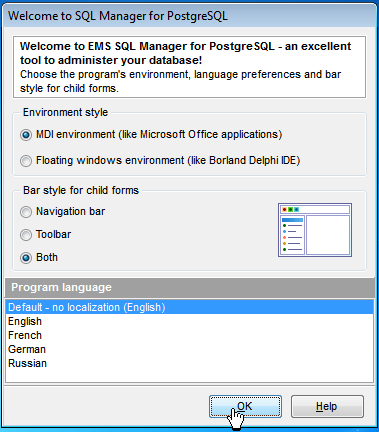 Welcome to SQL Manager for PostgreSQL
Welcome to EMS SQL Manager for PostgreSQL - an excellent
tool to administer your database!
Choose the program's environment, language preferences and bar
style for child forms.
Environment style
MDI environment (like Microsoft Office applications)
Floating windows environment (like Borland Delphi IDE)
Bar style for child forms
Navigation bar
Toolbar
Both
Program language
Default - no localization (English)
English
French
German
Russian
OK
Help